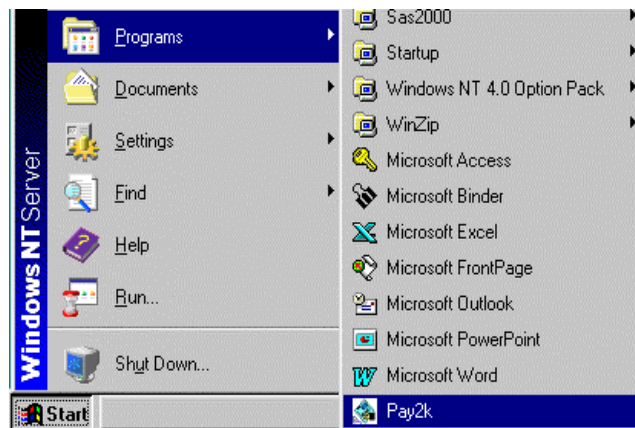 Windows NT Server
Programs
Documents
Settings
Find
Help
Run...
Shut Down...
Start
Sas2000
Startup
Windows NT 4.0 Option Pack
WinZip
Microsoft Access
Microsoft Binder
Microsoft Excel
Microsoft FrontPage
Microsoft Outlook
Microsoft PowerPoint
Microsoft Word
Pay2k